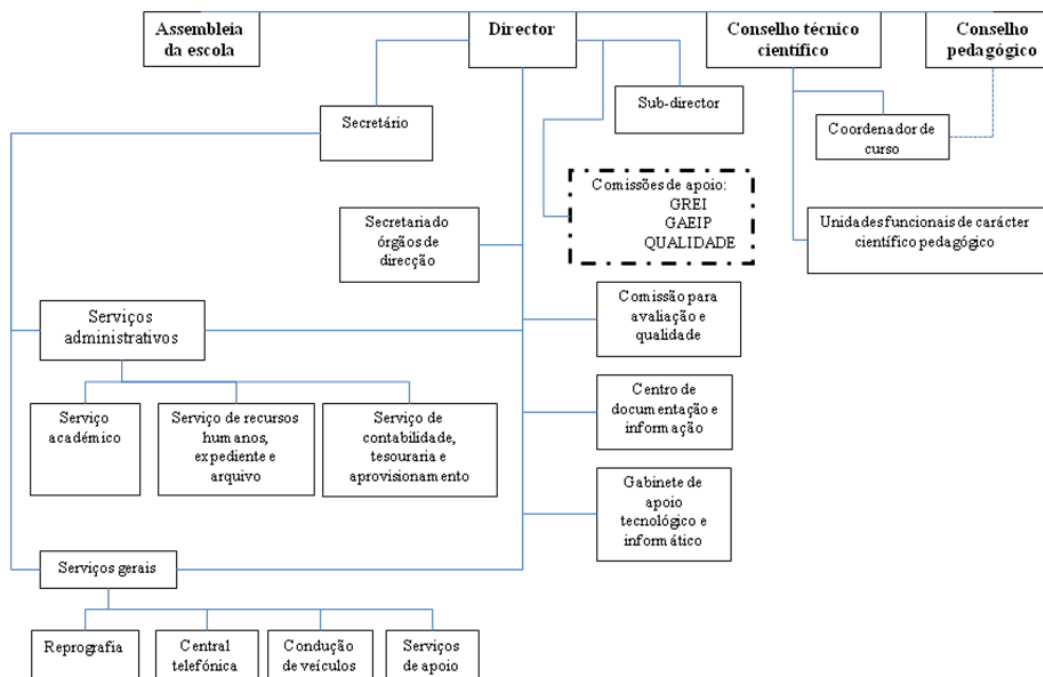 Assembleia
da escola
Director
Conselho técnico
científico
Conselho
pedagógico
Secretário
Sub-director
Coordenador de
curso
Comissões de apoio:
GREI
GAEIP
QUALIDADE
Secretariado
órgãos de
direcção
Unidades funcionais de carácter
científico pedagógico
Serviços
administrativos
Comissão para
avaliação e
qualidade
Serviço
académico
Serviço de recursos
humanos,
expediente e
arquivo
Serviço de
contabilidade,
tesouraria e
aprovisionamento
Centro de
documentação e
informação
Gabinete de
apoio
tecnológico e
informático
Serviços gerais
Reprografia
Central
telefónica
Condução
de veículos
Serviços
de apoio